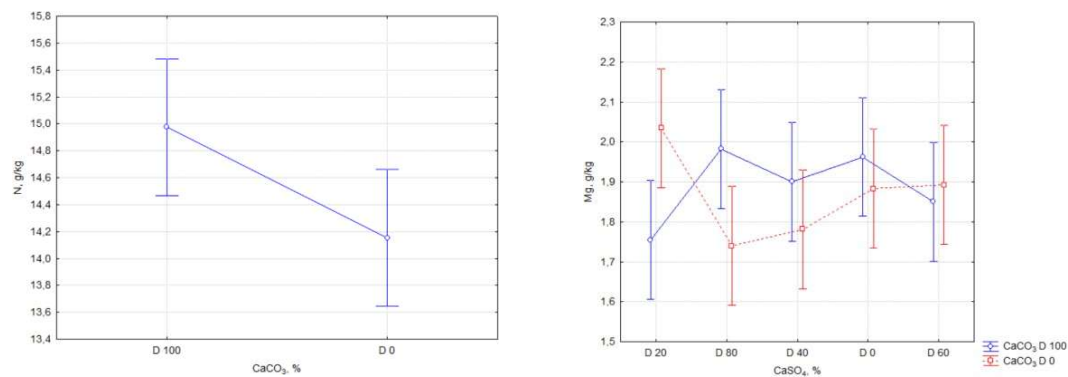 15,8
15,6
15,4
15,2
15,0
14,8
14,6
14,4
14,2
14,0
13,8
13,6
13,4
N, g/kg
D 100 D 0
CaCO₃, %
2,3
2,2
2,1
2,0
1,9
1,8
1,7
1,6
1,5
Mg, g/kg
D 20 D 80 D 40 D 0 D 60
CaSO₄, %
CaCO₃ D 100
CaCO₃ D 0